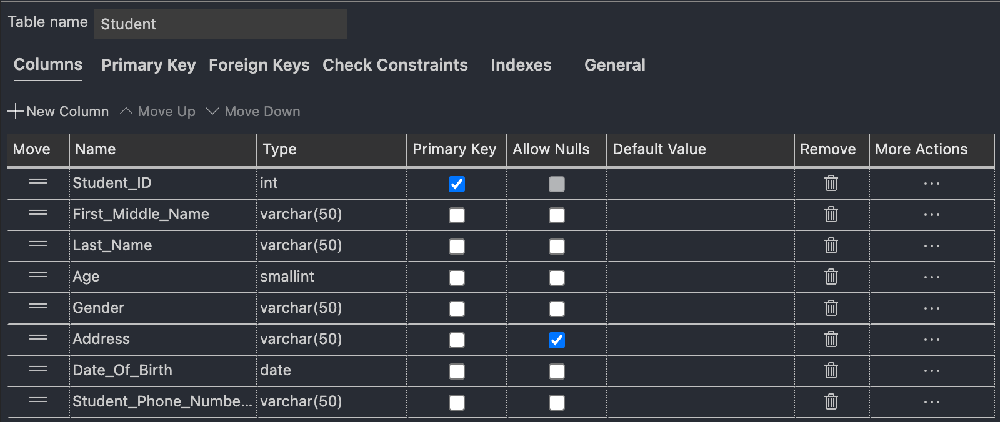 Table name Student
Columns Primary Key Foreign Keys Check Constraints Indexes General
New Column Move Up Move Down
Move Name Type Primary Key Allow Nulls Default Value Remove More Actions
Student_ID int
First_Middle_Name varchar(50)
Last_Name varchar(50)
Age smallint
Gender varchar(50)
Address varchar(50)
Date_Of_Birth date
Student_Phone_Numbe... varchar(50)